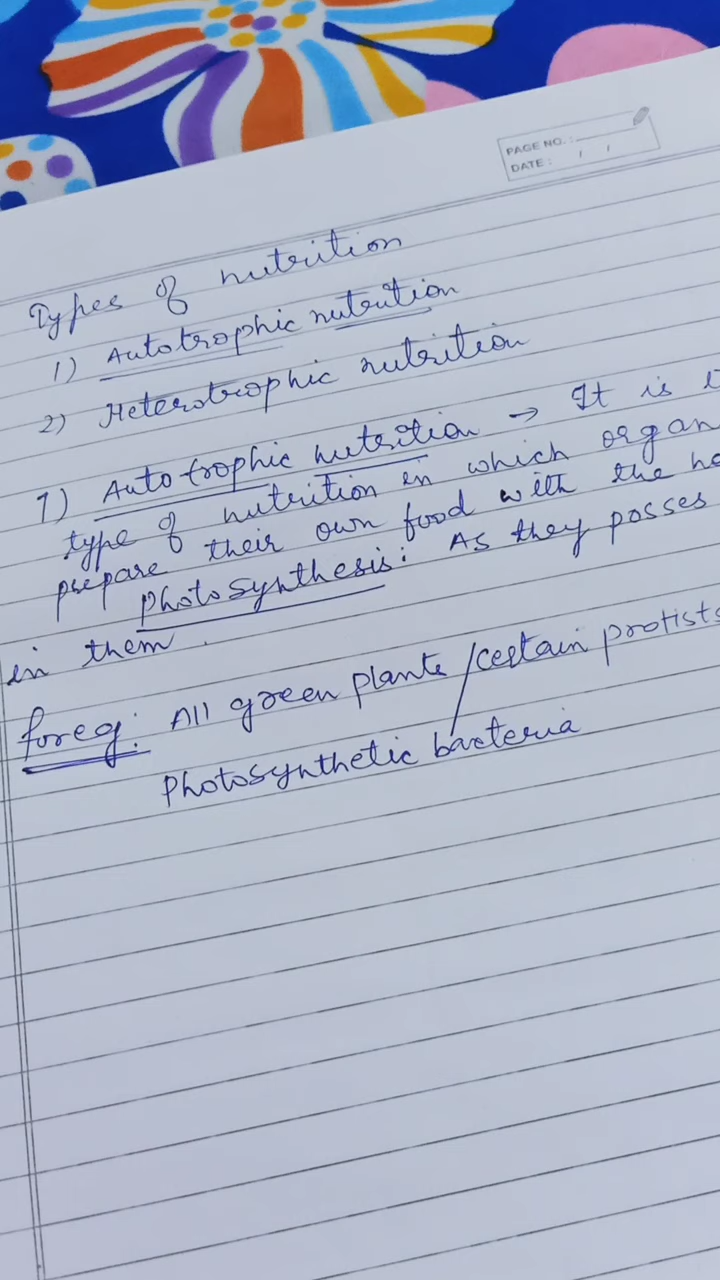 PAGE NO. :
DATE : / /
Types of nutrition
1) Autotrophic nutrition
2) Heterotrophic nutrition
1) Autotrophic nutrition → It is
type of nutrition in which organ
prepare their own food with the
photosynthesis: As they posses
in them.
foreg: All green plants /certain protists
Photosynthetic bacteria